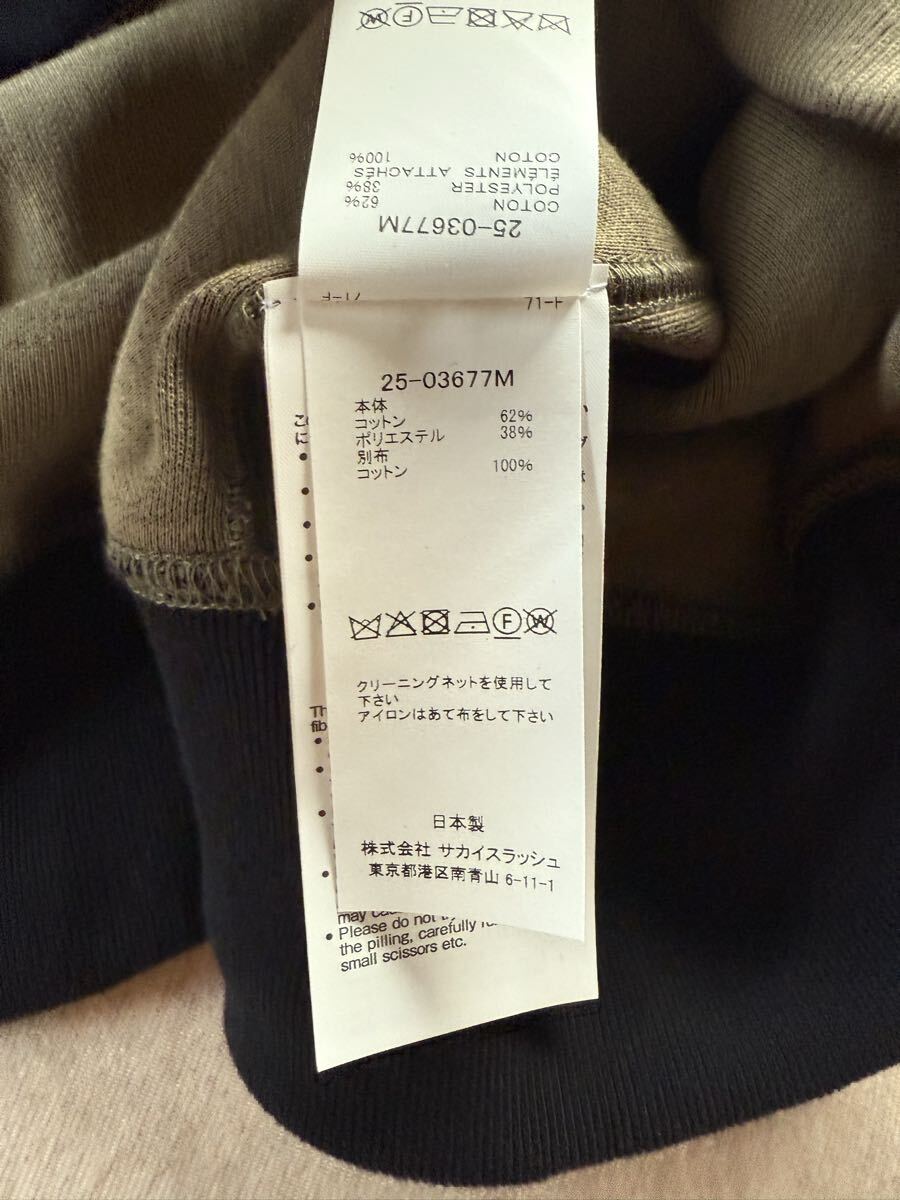 COTON 100%
ÉLÉMENTS ATTACHÉS
POLYESTER 38%
COTON 62%
25-03677M
25-03677M
本体
コットン 62%
ポリエステル 38%
別布
コットン 100%
F W
クリーニングネットを使用して
下さい
アイロンはあて布をして下さい
日本製
株式会社 サカイスラッシュ
東京都港区南青山 6-11-1
may
Please do not
the pilling, carefully
small scissors etc.